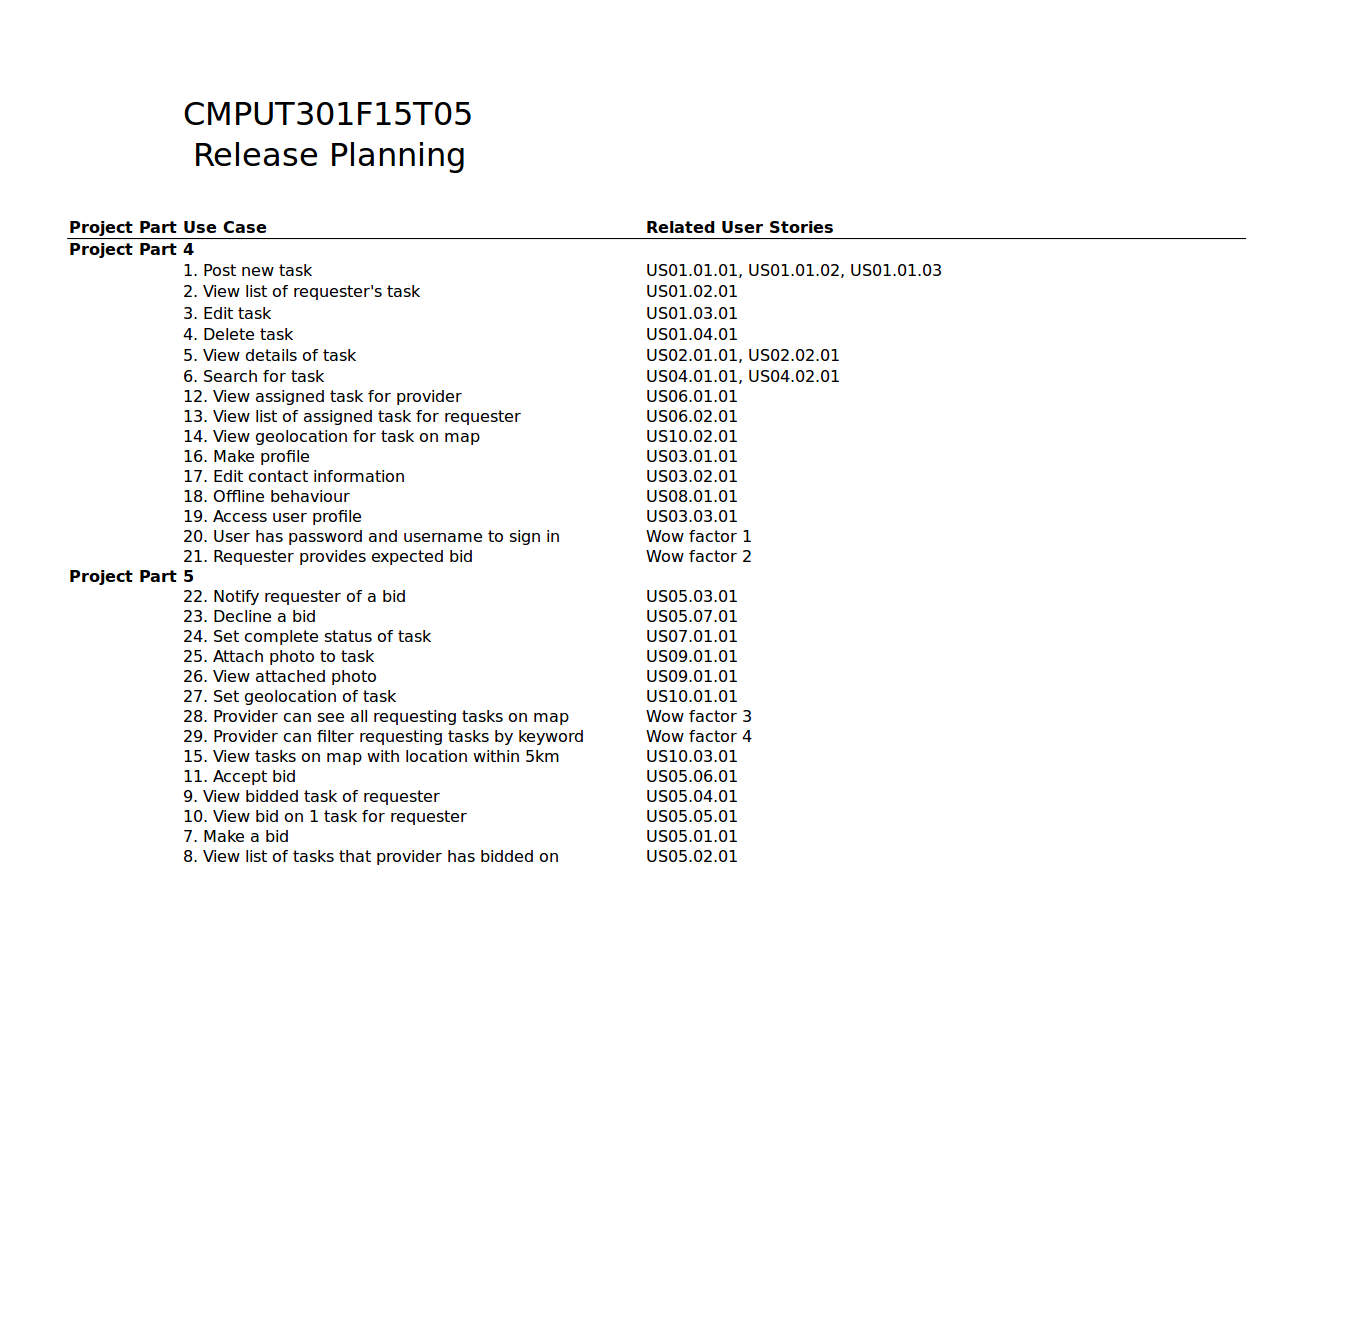 CMPUT301F15T05
Release Planning
Project Part Use Case Related User Stories
Project Part 4
1. Post new task US01.01.01, US01.01.02, US01.01.03
2. View list of requester's task US01.02.01
3. Edit task US01.03.01
4. Delete task US01.04.01
5. View details of task US02.01.01, US02.02.01
6. Search for task US04.01.01, US04.02.01
12. View assigned task for provider US06.01.01
13. View list of assigned task for requester US06.02.01
14. View geolocation for task on map US10.02.01
16. Make profile US03.01.01
17. Edit contact information US03.02.01
18. Offline behaviour US08.01.01
19. Access user profile US03.03.01
20. User has password and username to sign in Wow factor 1
21. Requester provides expected bid Wow factor 2
Project Part 5
22. Notify requester of a bid US05.03.01
23. Decline a bid US05.07.01
24. Set complete status of task US07.01.01
25. Attach photo to task US09.01.01
26. View attached photo US09.01.01
27. Set geolocation of task US10.01.01
28. Provider can see all requesting tasks on map Wow factor 3
29. Provider can filter requesting tasks by keyword Wow factor 4
15. View tasks on map with location within 5km US10.03.01
11. Accept bid US05.06.01
9. View bidded task of requester US05.04.01
10. View bid on 1 task for requester US05.05.01
7. Make a bid US05.01.01
8. View list of tasks that provider has bidded on US05.02.01